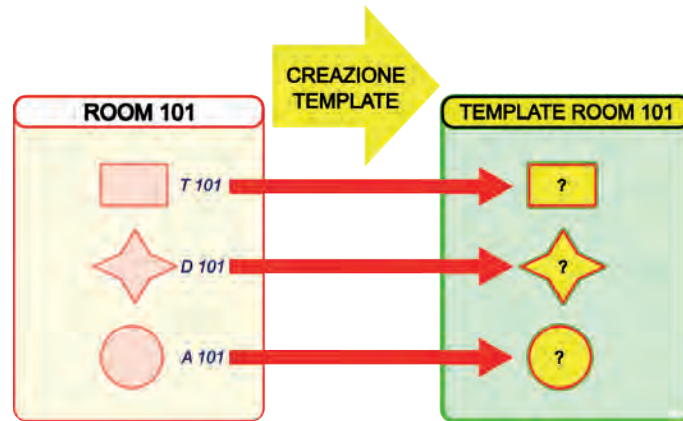 CREAZIONE
TEMPLATE
ROOM 101
TEMPLATE ROOM 101
T 101
?
D 101
?
A 101
?